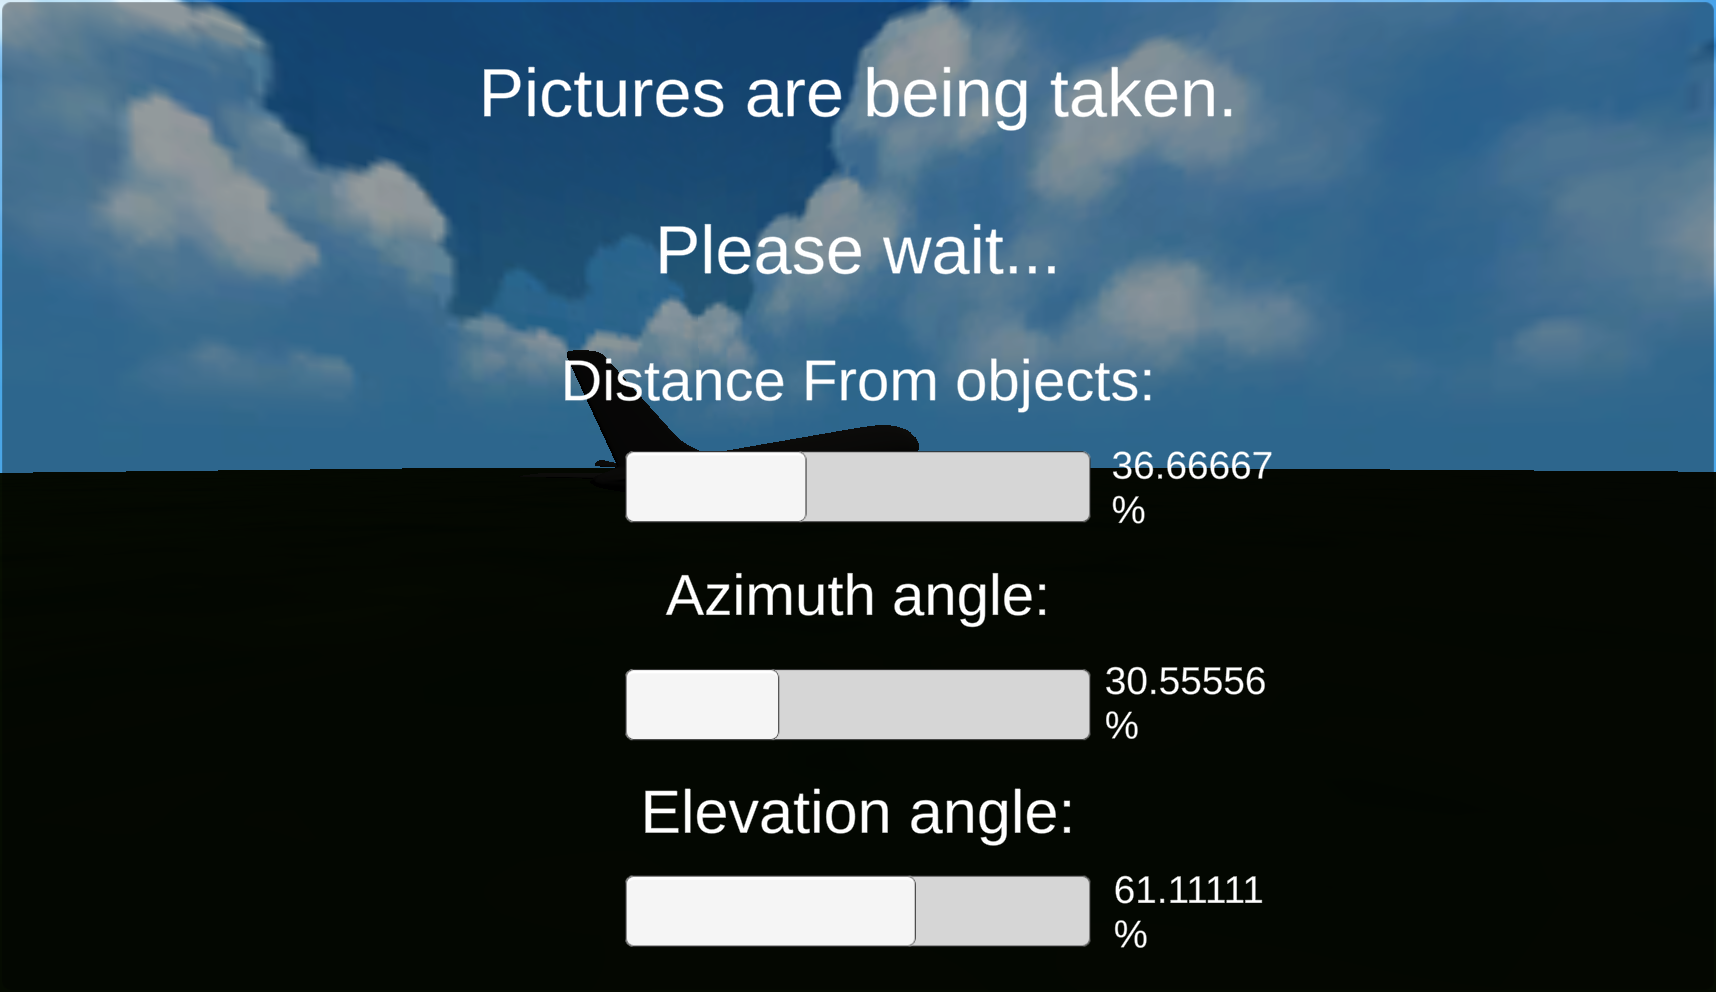 Pictures are being taken.
Please wait...
Distance From objects:
36.66667
%
Azimuth angle:
30.55556
%
Elevation angle:
61.11111
%